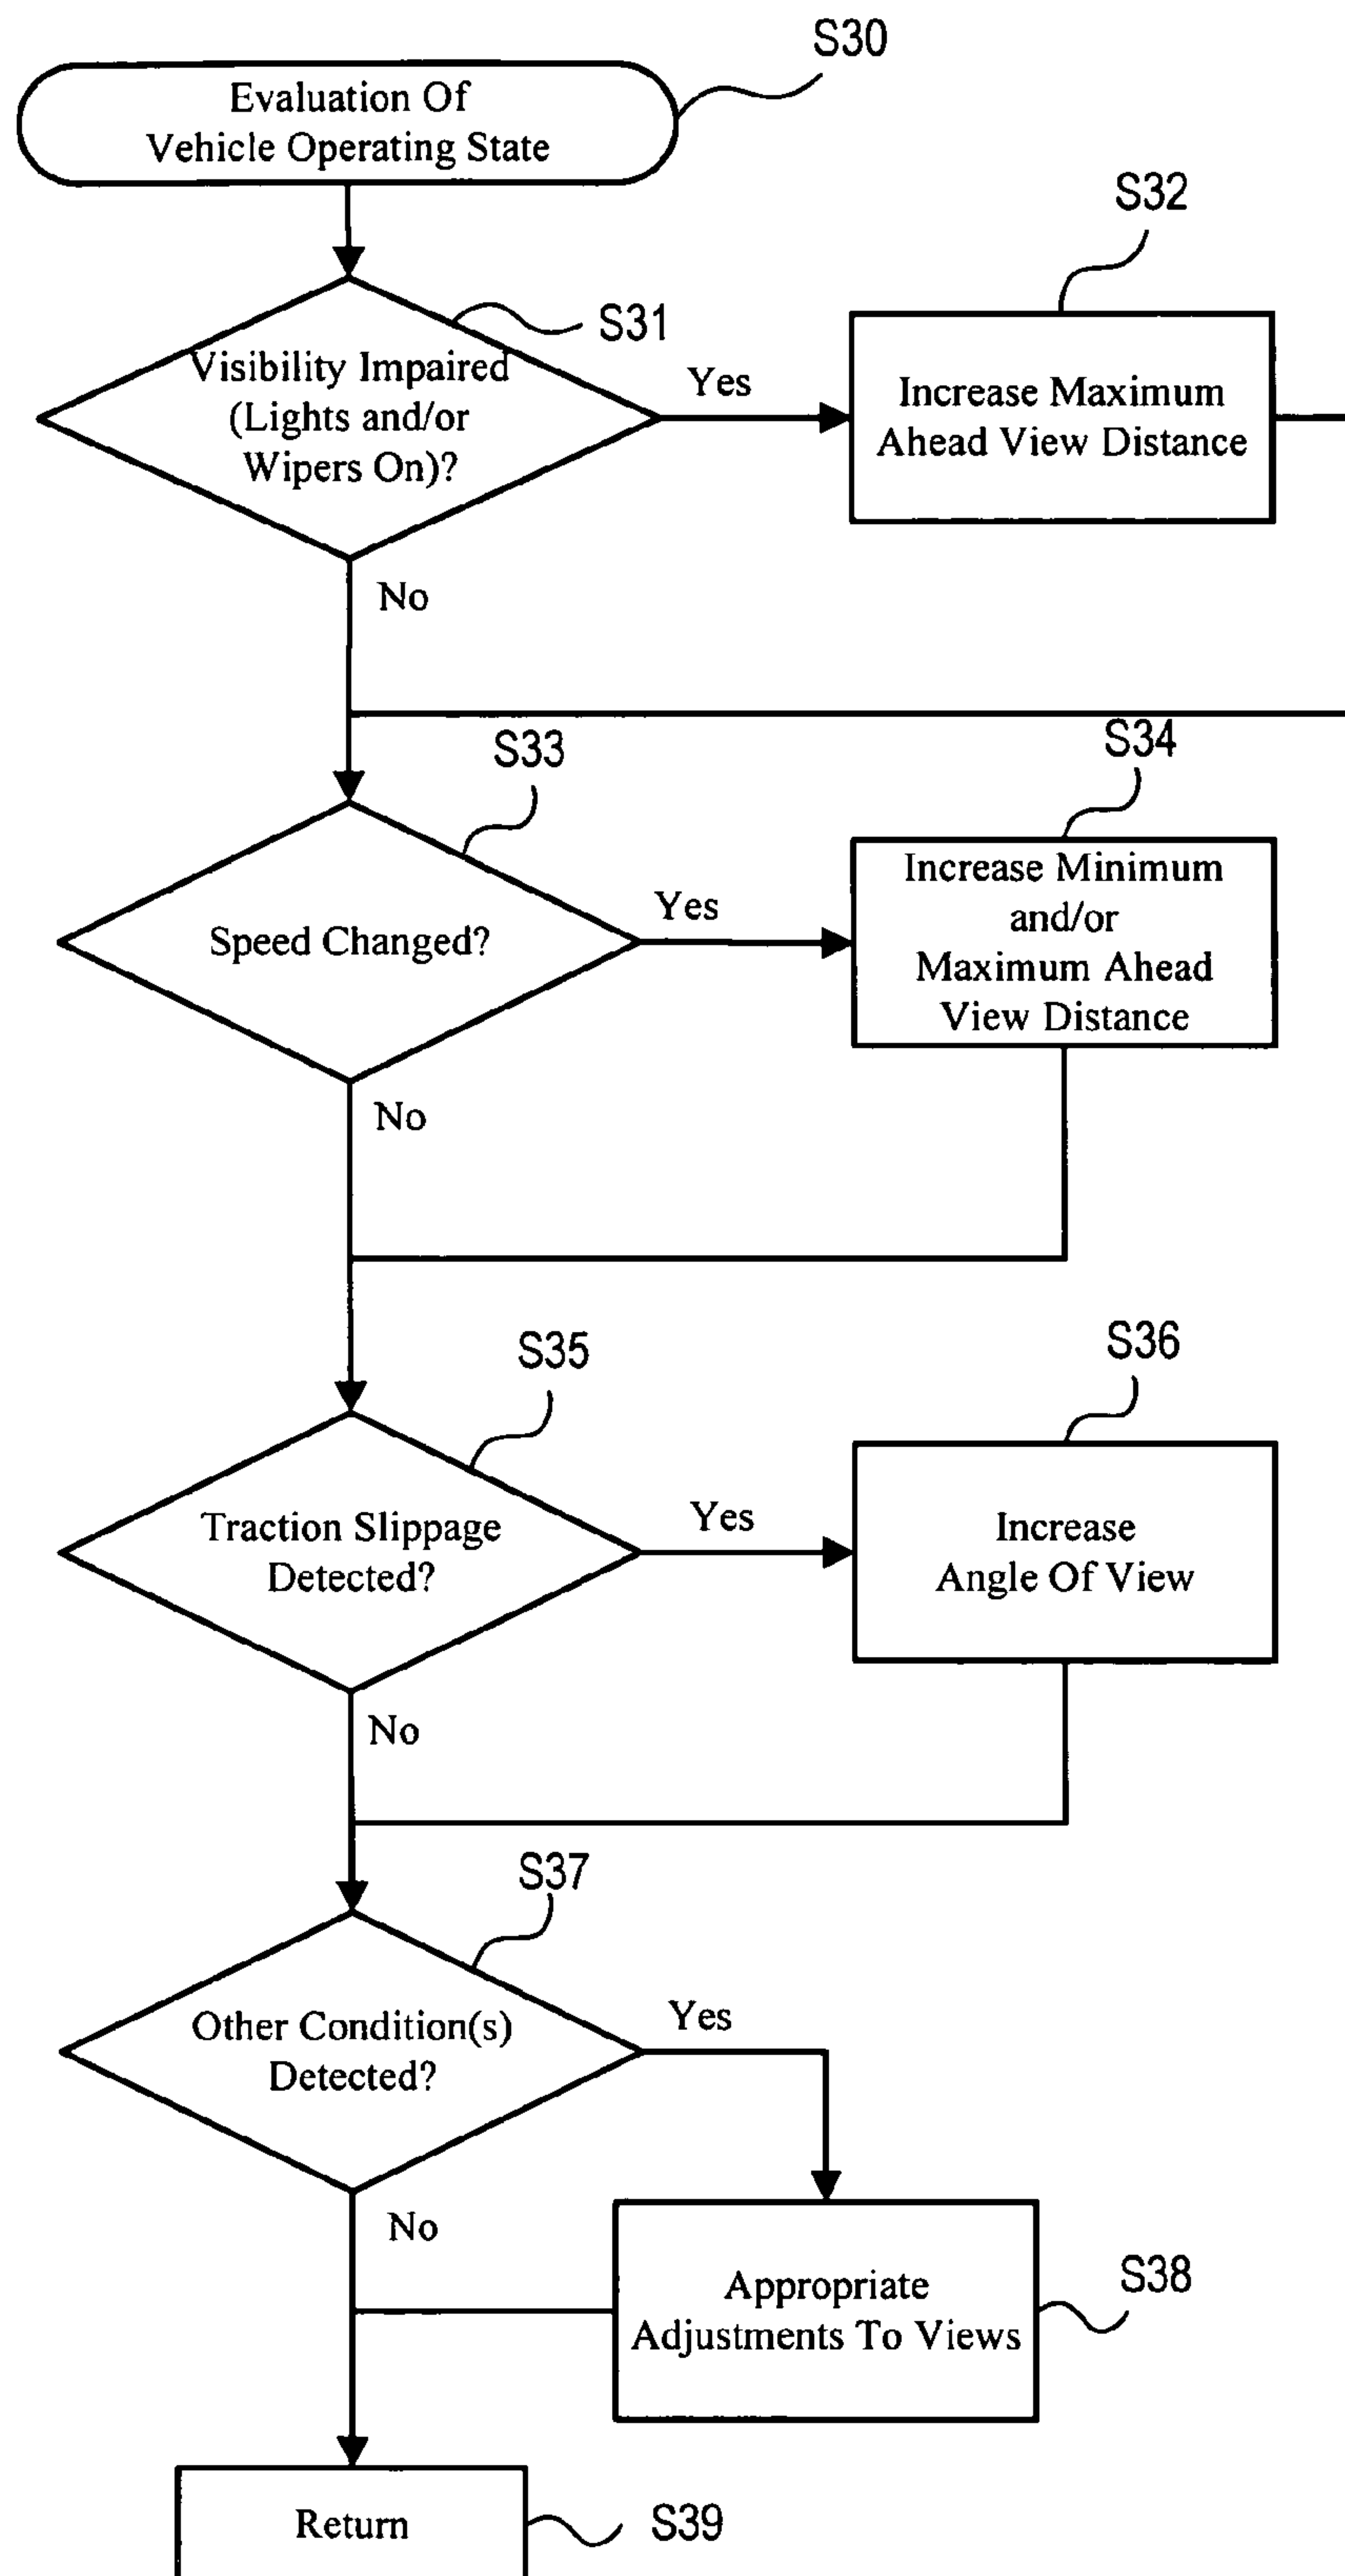 S30
Evaluation Of
Vehicle Operating State
S32
S31
Visibility Impaired
(Lights and/or
Wipers On)?
Yes
Increase Maximum
Ahead View Distance
No
S33
S34
Speed Changed?
Yes
Increase Minimum
and/or
Maximum Ahead
View Distance
No
S35
S36
Traction Slippage
Detected?
Yes
Increase
Angle Of View
No
S37
Other Condition(s)
Detected?
Yes
No
Appropriate
Adjustments To Views
S38
Return
S39